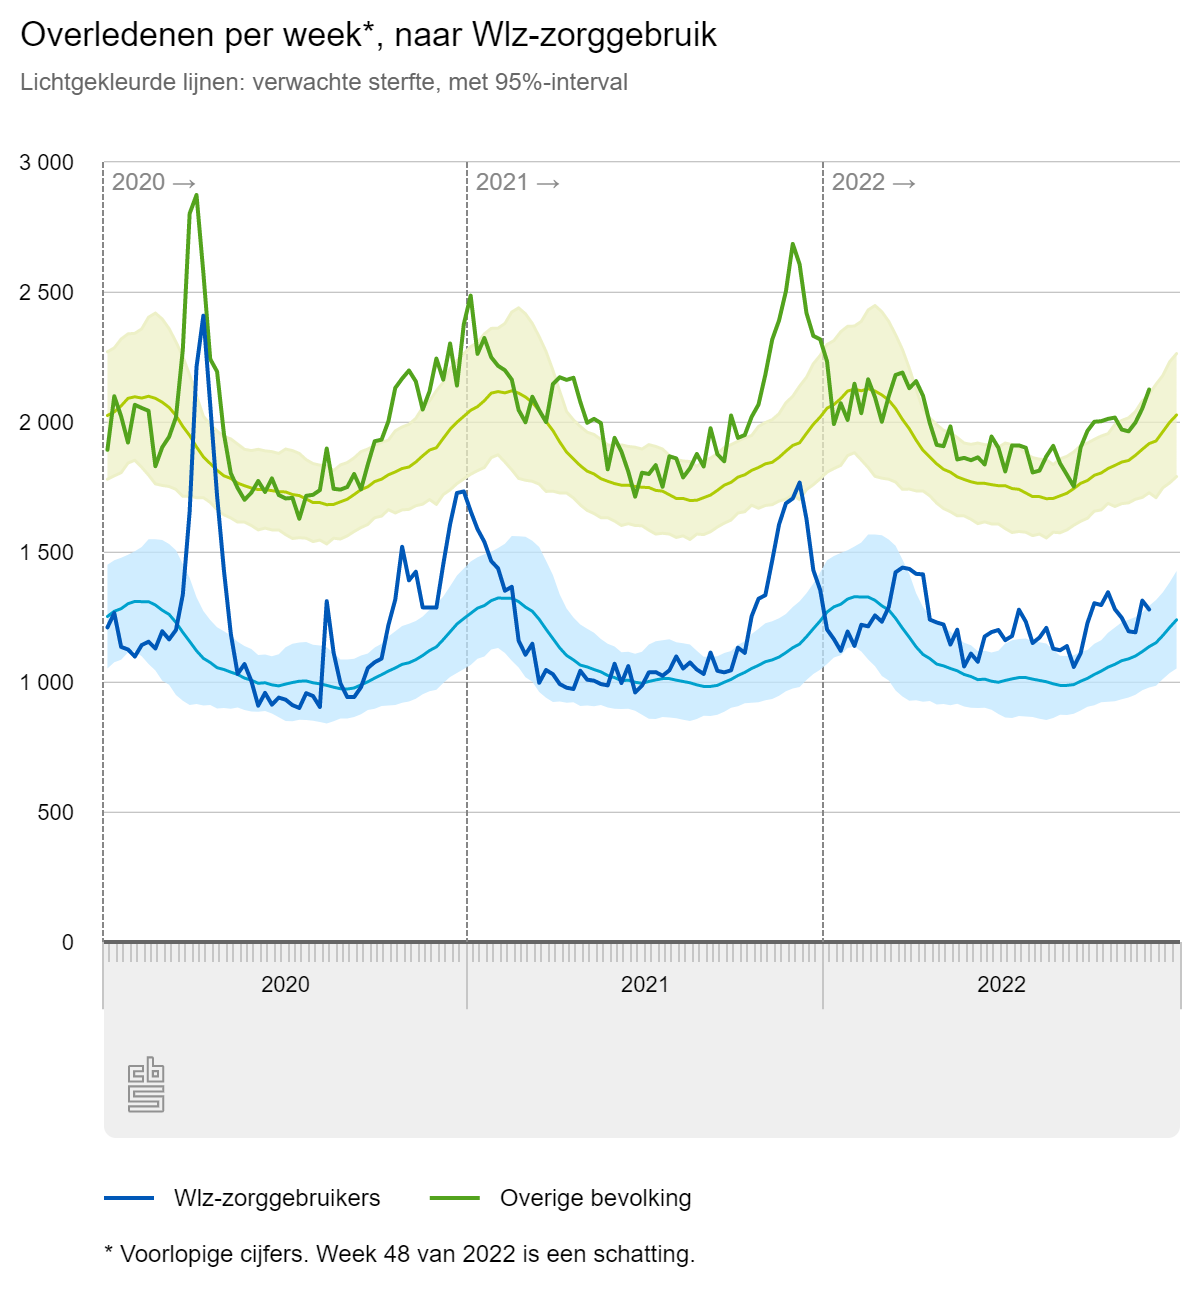 Overledenen per week*, naar Wlz-zorggebruik
Lichtgekleurde lijnen: verwachte sterfte, met 95%-interval
3 000
2020 →
2021 →
2022 →
2 500
2 000
1 500
1 000
500
0
2020
2021
2022
cbs
Wlz-zorggebruikers
Overige bevolking
* Voorlopige cijfers. Week 48 van 2022 is een schatting.